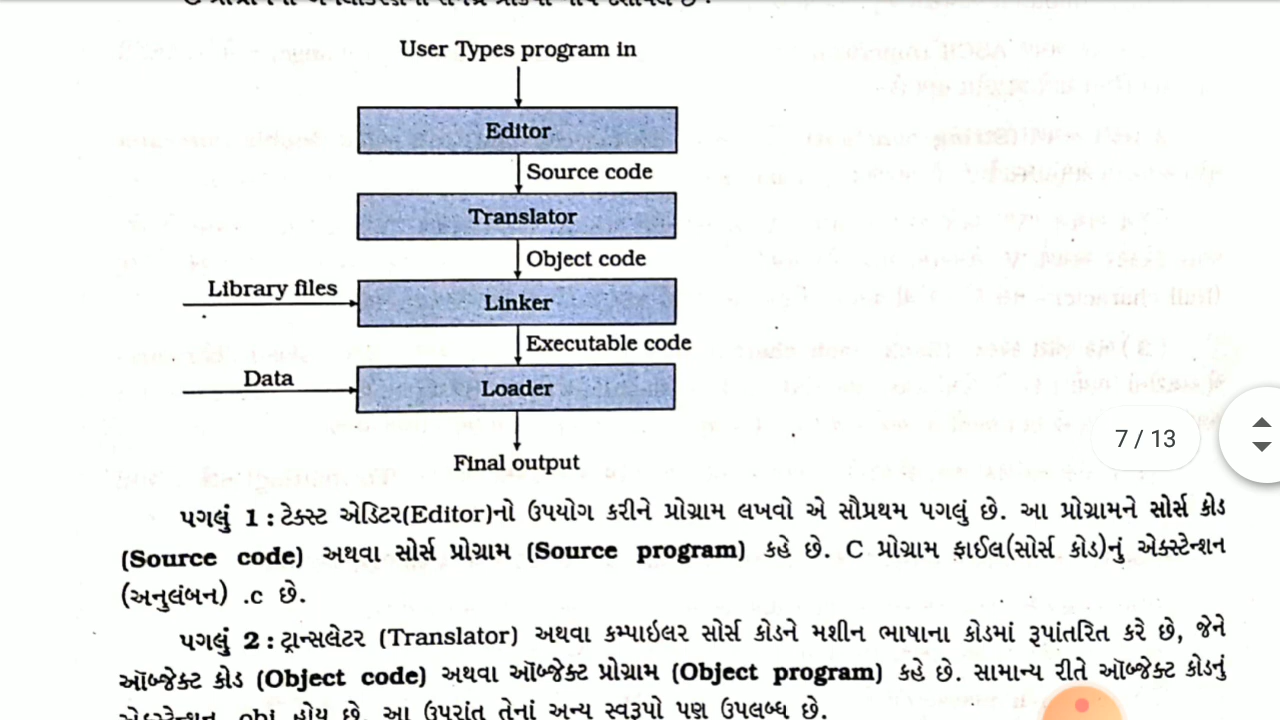 User Types program in
Editor
Source code
Translator
Object code
Library files
Linker
Executable code
Data
Loader
7 / 13
Final output
પગલું 1 : ટેક્સ્ટ એડિટર(Editor)નો ઉપયોગ કરીને પ્રોગ્રામ લખવો એ સૌપ્રથમ પગલું છે. આ પ્રોગ્રામને સોર્સ કોડ
(Source code) અથવા સોર્સ પ્રોગ્રામ (Source program) કહે છે. C પ્રોગ્રામ ફાઈલ(સોર્સ કોડ)નું એક્સ્ટેન્શન
(અનુલંબન) .c છે.
પગલું 2 : ટ્રાન્સલેટર (Translator) અથવા કમ્પાઇલર સોર્સ કોડને મશીન ભાષાના કોડમાં રૂપાંતરિત કરે છે, જેને
ઑબ્જેક્ટ કોડ (Object code) અથવા ઑબ્જેક્ટ પ્રોગ્રામ (Object program) કહે છે. સામાન્ય રીતે ઑબ્જેક્ટ કોડનું
એક્સ્ટેન્શન .obj હોય છે. આ ઉપરાંત તેનાં અન્ય સ્વરૂપો પણ ઉપલબ્ધ છે.